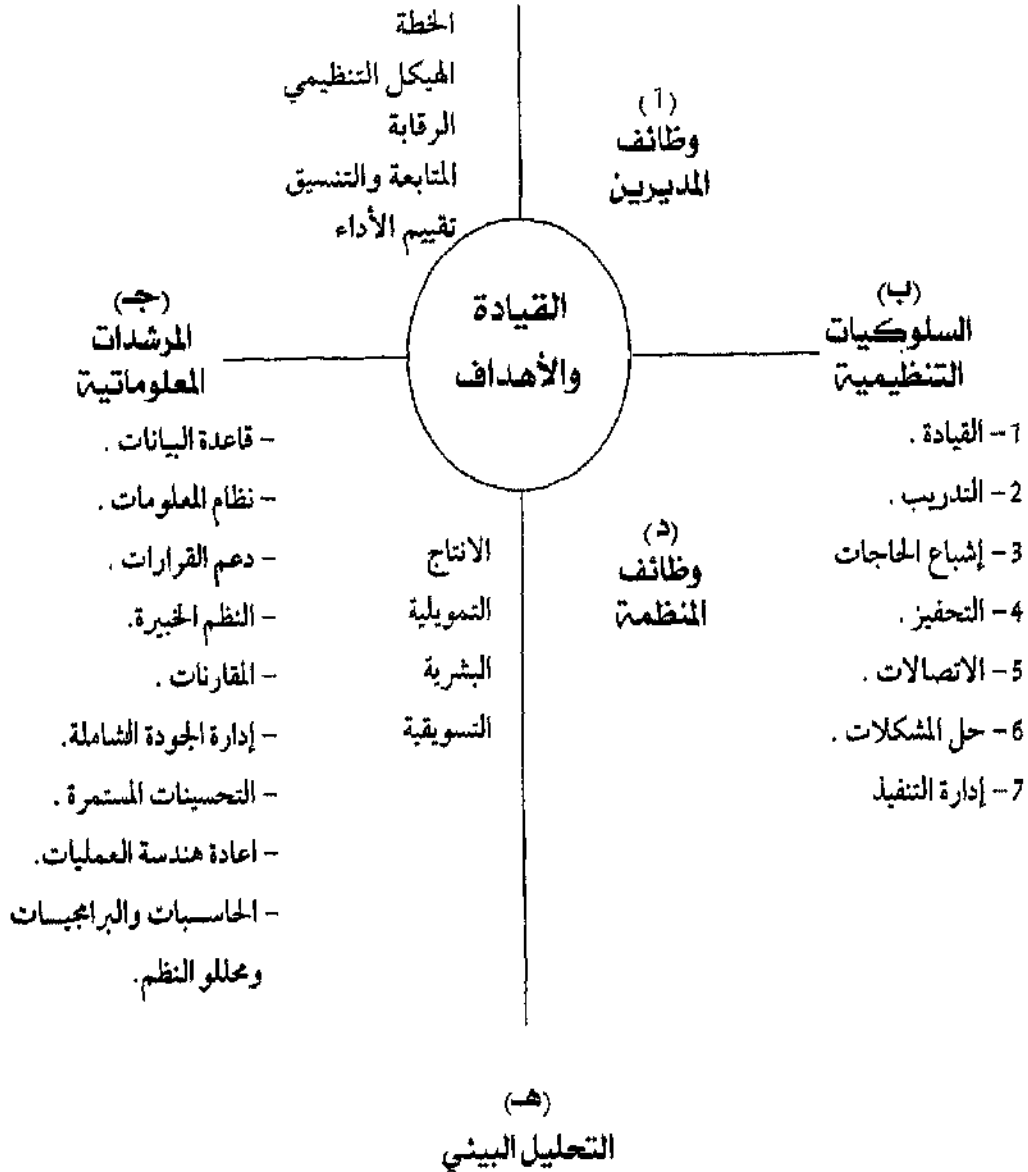 (أ)
وظائف
المديرين
الخطة
الهيكل التنظيمي
الرقابة
المتابعة والتنسيق
تقييم الأداء
القيادة
والأهداف
(ب)
السلوكيات
التنظيمية
1- القيادة .
2- التدريب .
3- إشباع الحاجات
4- التحفيز .
5- الاتصالات .
6- حل المشكلات .
7- إدارة التنفيذ
(جـ)
المرشدات
المعلوماتية
- قاعدة البيانات .
- نظام المعلومات .
- دعم القرارات .
- النظم الخبيرة.
- المقارنات .
- إدارة الجودة الشاملة.
- التحسينات المستمرة .
- اعادة هندسة العمليات.
- الحاسبات والبرامجيات
ومحللو النظم.
(د)
وظائف
المنظمة
الانتاج
التمويلية
البشرية
التسويقية
(هـ)
التحليل البيئي